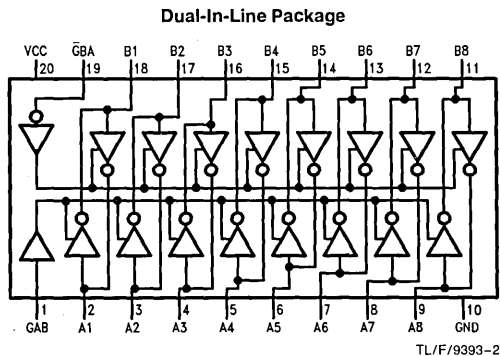 Dual-In-Line Package
VCC G̅BA B1 B2 B3 B4 B5 B6 B7 B8
20 19 18 17 16 15 14 13 12 11
1 2 3 4 5 6 7 8 9 10
GAB A1 A2 A3 A4 A5 A6 A7 A8 GND
TL/F/9393-2